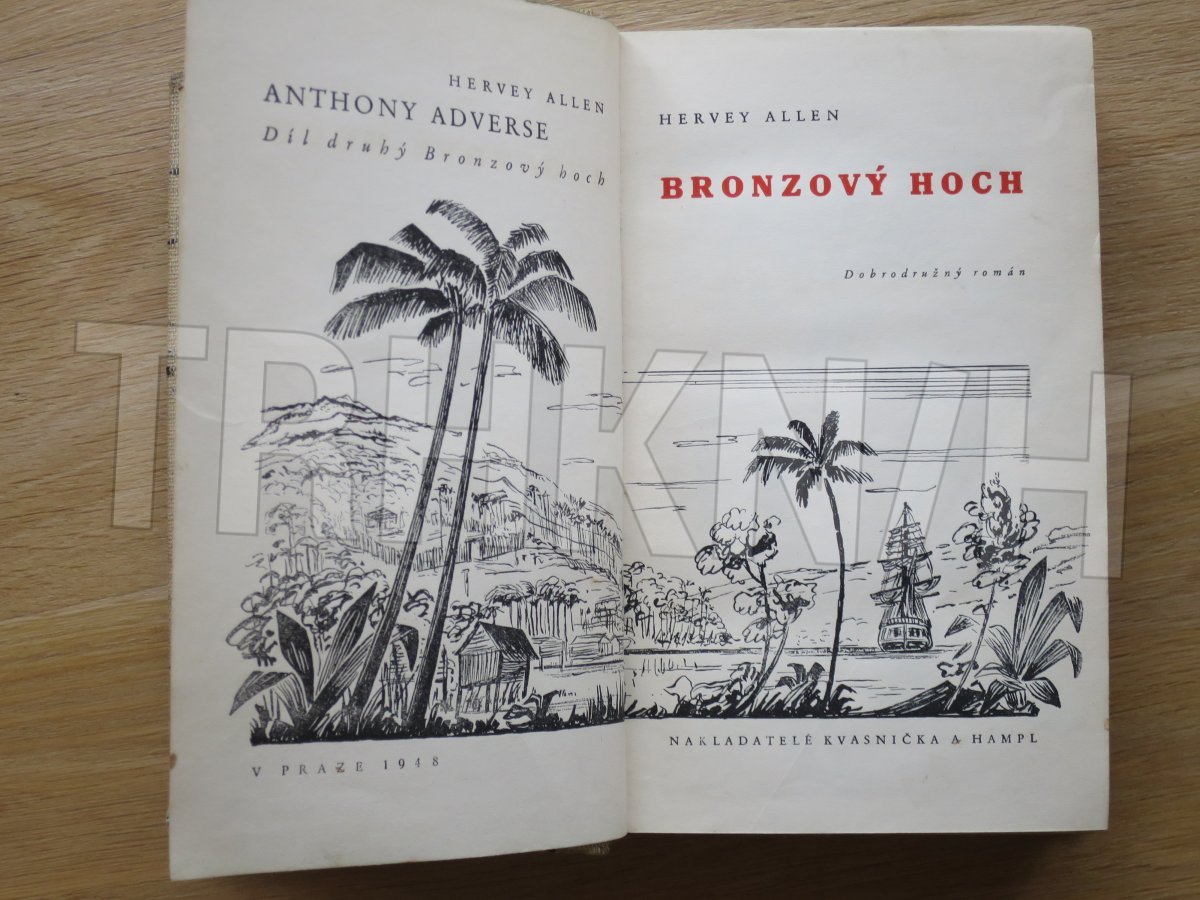 HERVEY ALLEN
ANTHONY ADVERSE
Díl druhý Bronzový hoch
V PRAZE 1948
HERVEY ALLEN
BRONZOVÝ HOCH
Dobrodružný román
NAKLADATELÉ KVASNIČKA A HAMPL
TRHKNIH